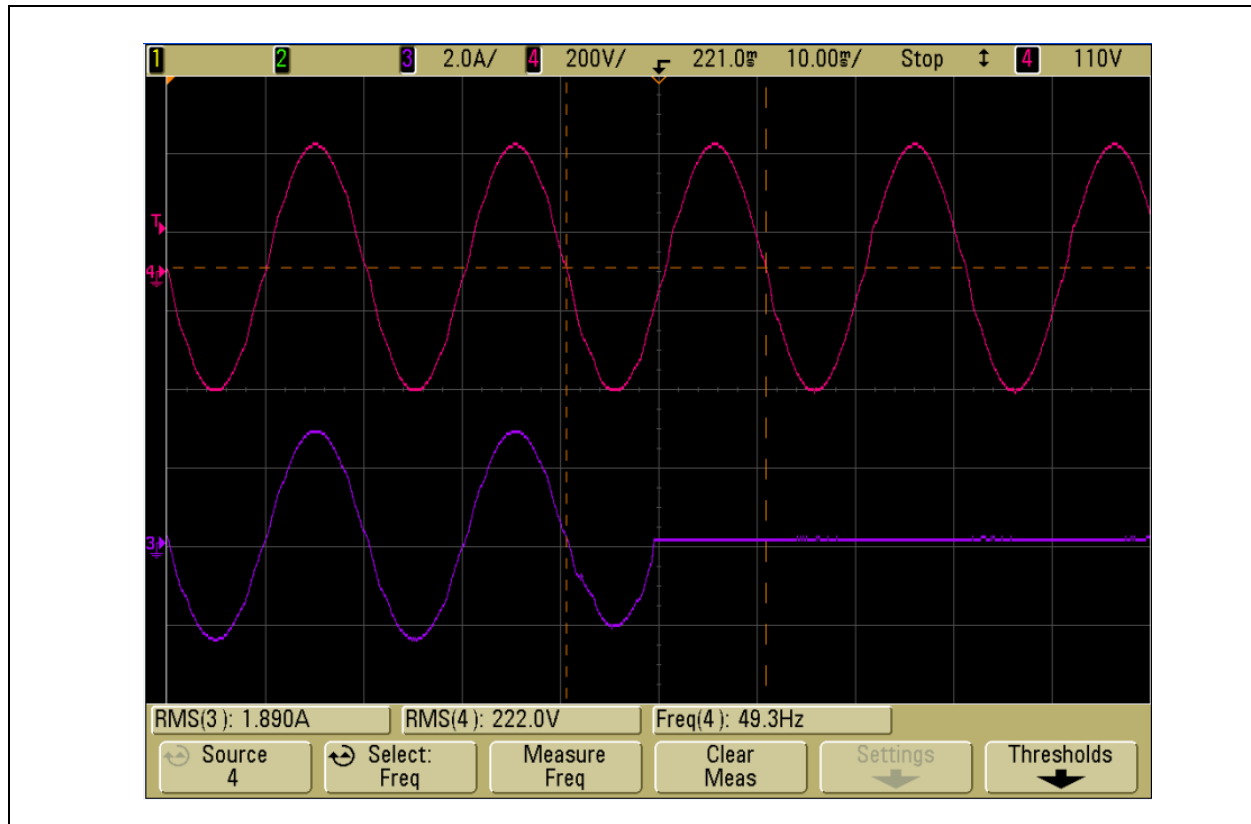 1 2 3 2.0A/ 4 200V/ 221.0ms 10.00ms/ Stop ↕ 4 110V
T
4
3
RMS(3): 1.890A RMS(4): 222.0V Freq(4): 49.3Hz
Source Select: Measure Clear Settings Thresholds
4 Freq Freq Meas